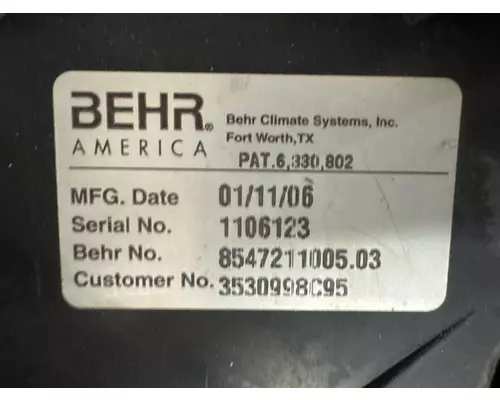 BEHR®
AMERICA
Behr Climate Systems, Inc.
Fort Worth, TX
PAT.6,330,802
MFG. Date 01/11/06
Serial No. 1106123
Behr No. 8547211005.03
Customer No. 3530998C95